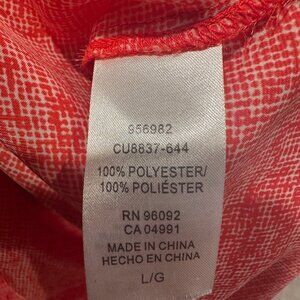 956982
CU8837-644
100% POLYESTER/
100% POLIÉSTER
RN 96092
CA 04991
MADE IN CHINA
HECHO EN CHINA
L/G